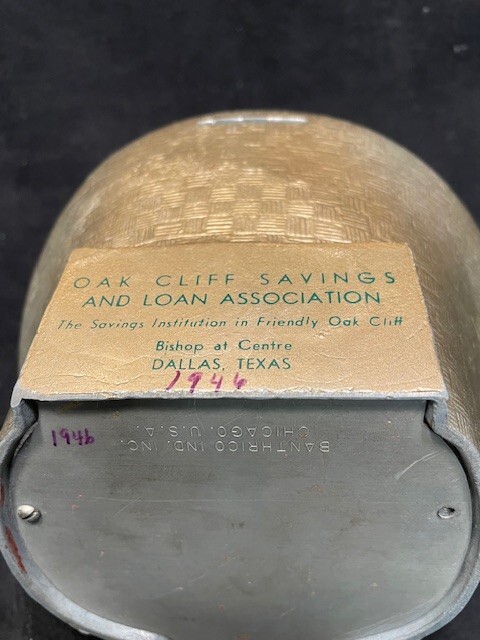 OAK CLIFF SAVINGS
AND LOAN ASSOCIATION
The Savings Institution in Friendly Oak Cliff
Bishop at Centre
DALLAS, TEXAS
1946
1946
BANTHRICO IND. INC.
CHICAGO. U.S.A.